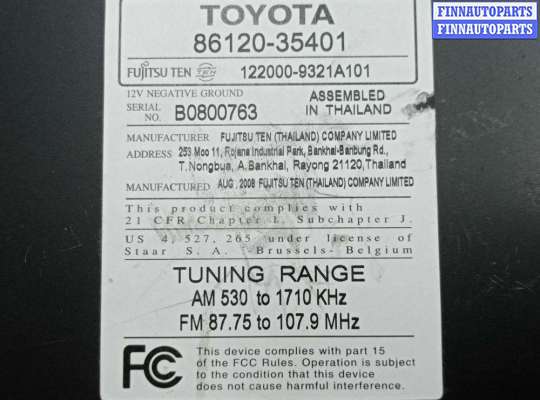 FINNAUTOPARTS
FINNAUTOPARTS
TOYOTA
86120-35401
FUJITSU TEN TEN 122000-9321A101
12V NEGATIVE GROUND
SERIAL NO. B0800763
ASSEMBLED IN THAILAND
MANUFACTURER FUJITSU TEN (THAILAND) COMPANY LIMITED
ADDRESS 253 Moo 11, Rojana Industrial Park, Bankhai-Banbung Rd.,
T.Nongbua, A.Bankhai, Rayong 21120,Thailand
MANUFACTURED AUG , 2008 FUJITSU TEN (THAILAND) COMPANY LIMITED
This product complies with
21 CFR Chapter I, Subchapter J.
US 4,527,265 under license of
Staar S. A. Brussels- Belgium
TUNING RANGE
AM 530 to 1710 KHz
FM 87.75 to 107.9 MHz
FCC
This device complies with part 15
of the FCC Rules. Operation is subject
to the condition that this device
does not cause harmful interference.